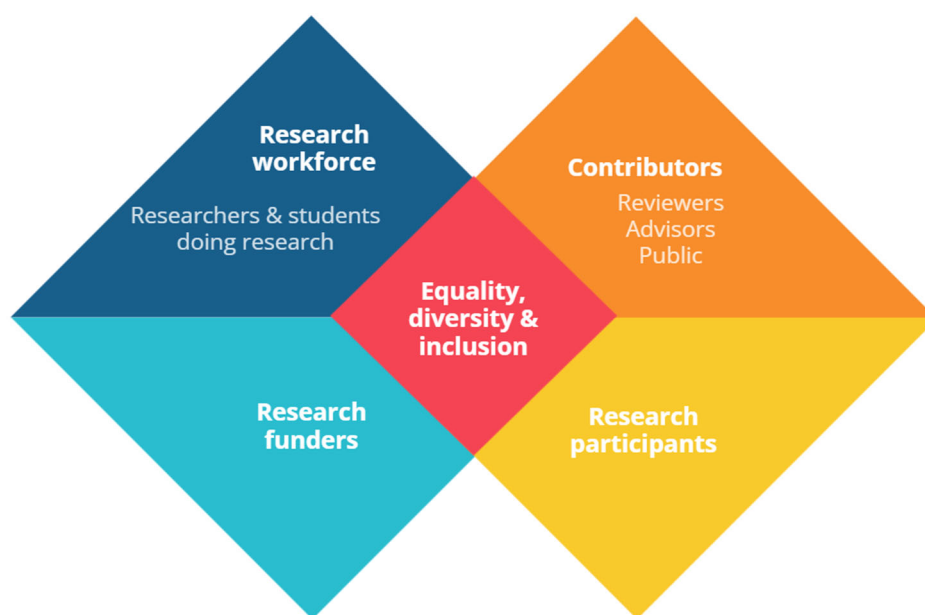 Research
workforce
Researchers & students
doing research
Contributors
Reviewers
Advisors
Public
Equality,
diversity &
inclusion
Research
funders
Research
participants